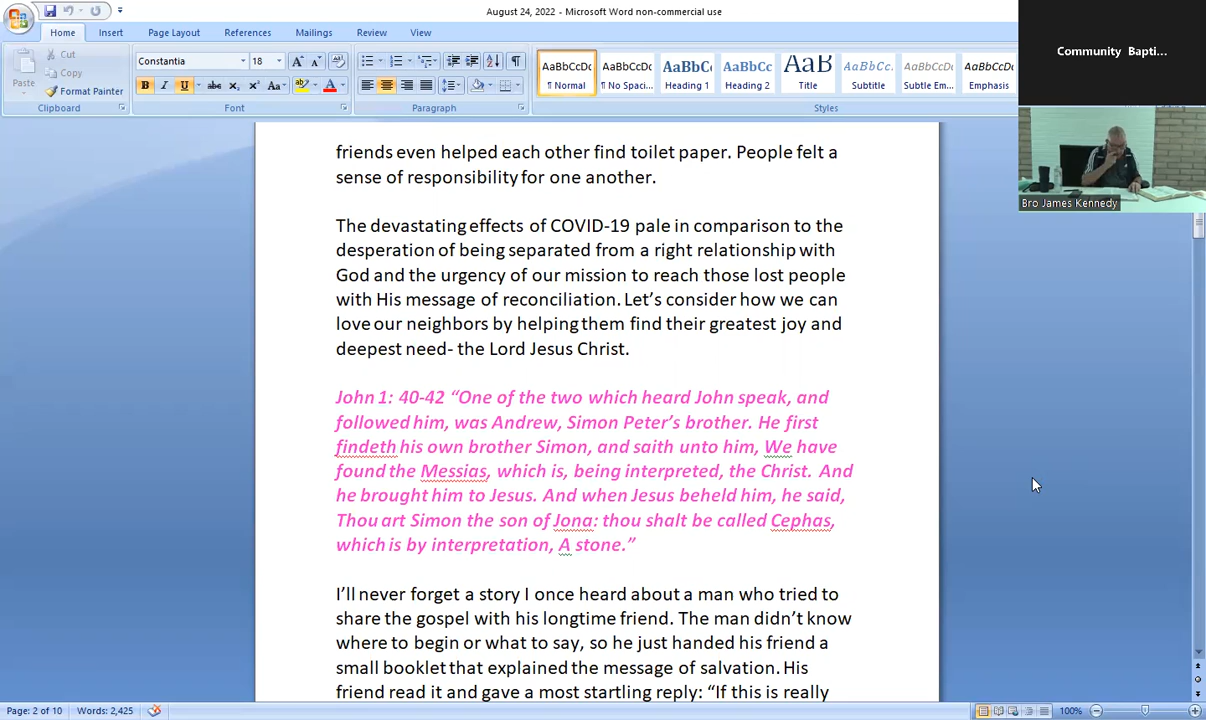 August 24, 2022 - Microsoft Word non-commercial use
Home Insert Page Layout References Mailings Review View
Cut
Copy
Paste
Format Painter
Clipboard
Constantia 18
Font
Paragraph
AaBbCcDc AaBbCcDc AaBbC AaBbCc AaB AaBbCc. AaBbCcDc AaBbCcDc
¶ Normal ¶ No Spaci... Heading 1 Heading 2 Title Subtitle Subtle Em... Emphasis
Styles
Community Bapti...
Bro James Kennedy
friends even helped each other find toilet paper. People felt a
sense of responsibility for one another.
The devastating effects of COVID-19 pale in comparison to the
desperation of being separated from a right relationship with
God and the urgency of our mission to reach those lost people
with His message of reconciliation. Let’s consider how we can
love our neighbors by helping them find their greatest joy and
deepest need- the Lord Jesus Christ.
John 1: 40-42 “One of the two which heard John speak, and
followed him, was Andrew, Simon Peter’s brother. He first
findeth his own brother Simon, and saith unto him, We have
found the Messias, which is, being interpreted, the Christ. And
he brought him to Jesus. And when Jesus beheld him, he said,
Thou art Simon the son of Jona: thou shalt be called Cephas,
which is by interpretation, A stone.”
I’ll never forget a story I once heard about a man who tried to
share the gospel with his longtime friend. The man didn’t know
where to begin or what to say, so he just handed his friend a
small booklet that explained the message of salvation. His
friend read it and gave a most startling reply: “If this is really
Page: 2 of 10 Words: 2,425 100%